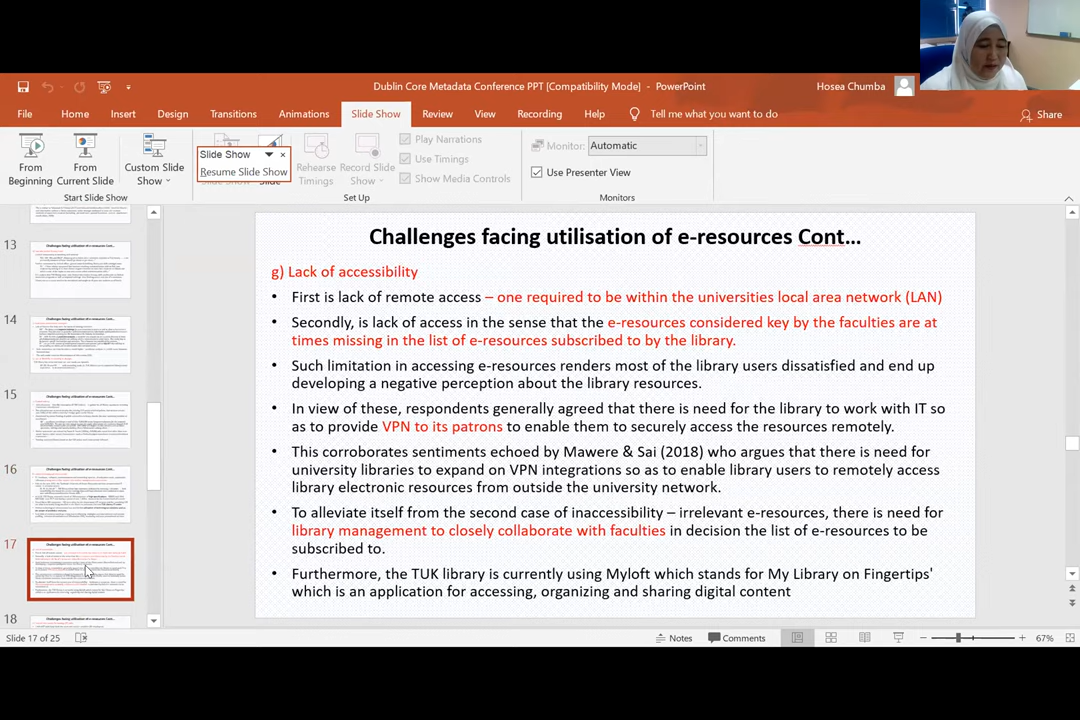 Dublin Core Metadata Conference PPT [Compatibility Mode] - PowerPoint
Hosea Chumba
File Home Insert Design Transitions Animations Slide Show Review View Recording Help Tell me what you want to do Share
From Beginning
From Current Slide
Custom Slide Show
Slide Show
Resume Slide Show
Slide
Rehearse Timings
Record Slide Show
Play Narrations
Use Timings
Show Media Controls
Monitor: Automatic
Use Presenter View
Start Slide Show
Set Up
Monitors
13
14
15
16
17
18
Challenges facing utilisation of e-resources Cont...
g) Lack of accessibility
• First is lack of remote access – one required to be within the universities local area network (LAN)
• Secondly, is lack of access in the sense that the e-resources considered key by the faculties are at
times missing in the list of e-resources subscribed to by the library.
• Such limitation in accessing e-resources renders most of the library users dissatisfied and end up
developing a negative perception about the library resources.
• In view of these, respondents generally agreed that there is need for the library to work with IT so
as to provide VPN to its patrons to enable them to securely access the resources remotely.
• This corroborates sentiments echoed by Mawere & Sai (2018) who argues that there is need for
university libraries to expand on VPN integrations so as to enable library users to remotely access
library electronic resources outside the university network.
• To alleviate itself from the second case of inaccessibility – irrelevant e-resources, there is need for
library management to closely collaborate with faculties in decision the list of e-resources to be
subscribed to.
• Furthermore, the TUK library is now utilising Myloft which stands for 'My Library on Fingertip'
which is an application for accessing, organizing and sharing digital content
Slide 17 of 25
Notes
Comments
67%